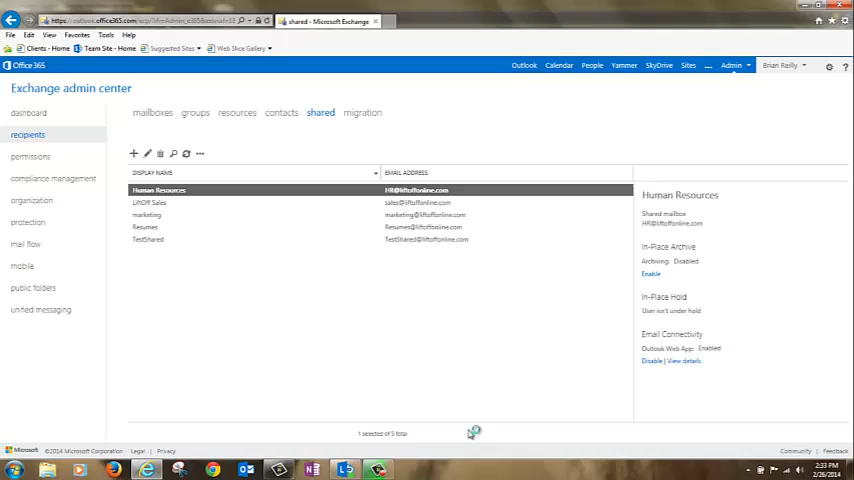 https://outlook.office365.com/ecp/?rfr=Admin_o365&exsvurl=1&
shared - Microsoft Exchange
File Edit View Favorites Tools Help
Clients - Home Team Site - Home Suggested Sites Web Slice Gallery
Office 365 Outlook Calendar People Yammer SkyDrive Sites ... Admin Brian Reilly ?
Exchange admin center
dashboard
recipients
permissions
compliance management
organization
protection
mail flow
mobile
public folders
unified messaging
mailboxes groups resources contacts shared migration
DISPLAY NAME EMAIL ADDRESS
Human Resources HR@liftoffonline.com
LiftOff Sales sales@liftoffonline.com
marketing marketing@liftoffonline.com
Resumes Resumes@liftoffonline.com
TestShared TestShared@liftoffonline.com
1 selected of 5 total
Human Resources
Shared mailbox
HR@liftoffonline.com
In-Place Archive
Archiving: Disabled
Enable
In-Place Hold
User isn't under hold
Email Connectivity
Outlook Web App: Enabled
Disable | View details
Microsoft ©2014 Microsoft Corporation Legal | Privacy Community | Feedback
2:33 PM
2/26/2014